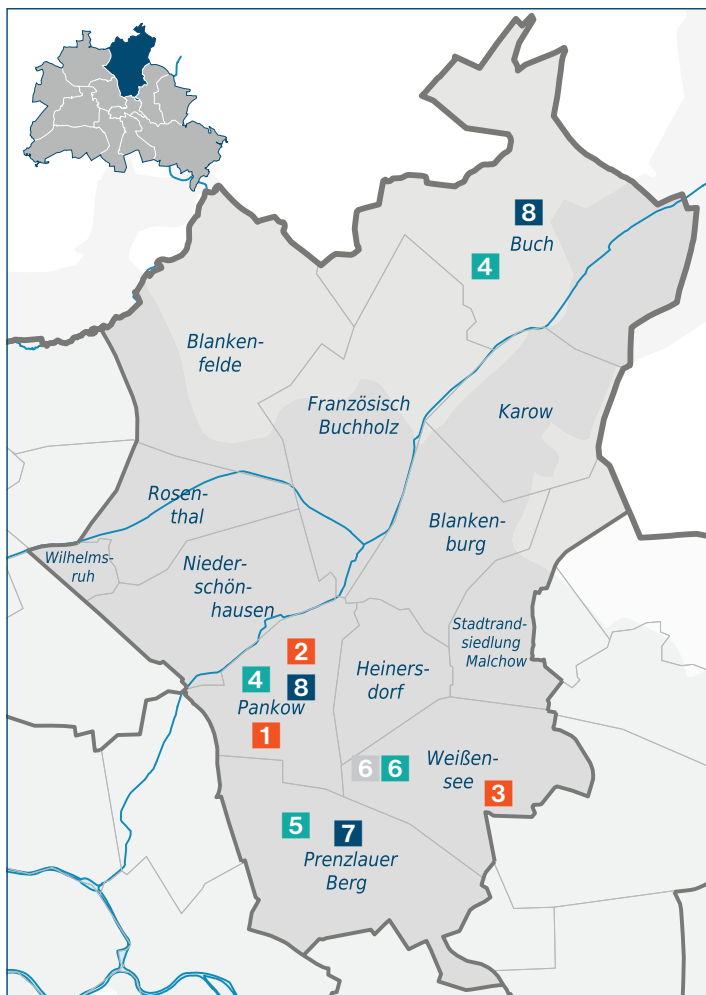 8
Buch
4
Blanken-
felde
Französisch
Buchholz
Karow
Rosen-
thal
Blanken-
burg
Wilhelms-
ruh
Nieder-
schön-
hausen
Stadtrand-
siedlung
Malchow
2
4
8
Pankow
1
Heiners-
dorf
6 6
Weißen-
see
3
5
7
Prenzlauer
Berg